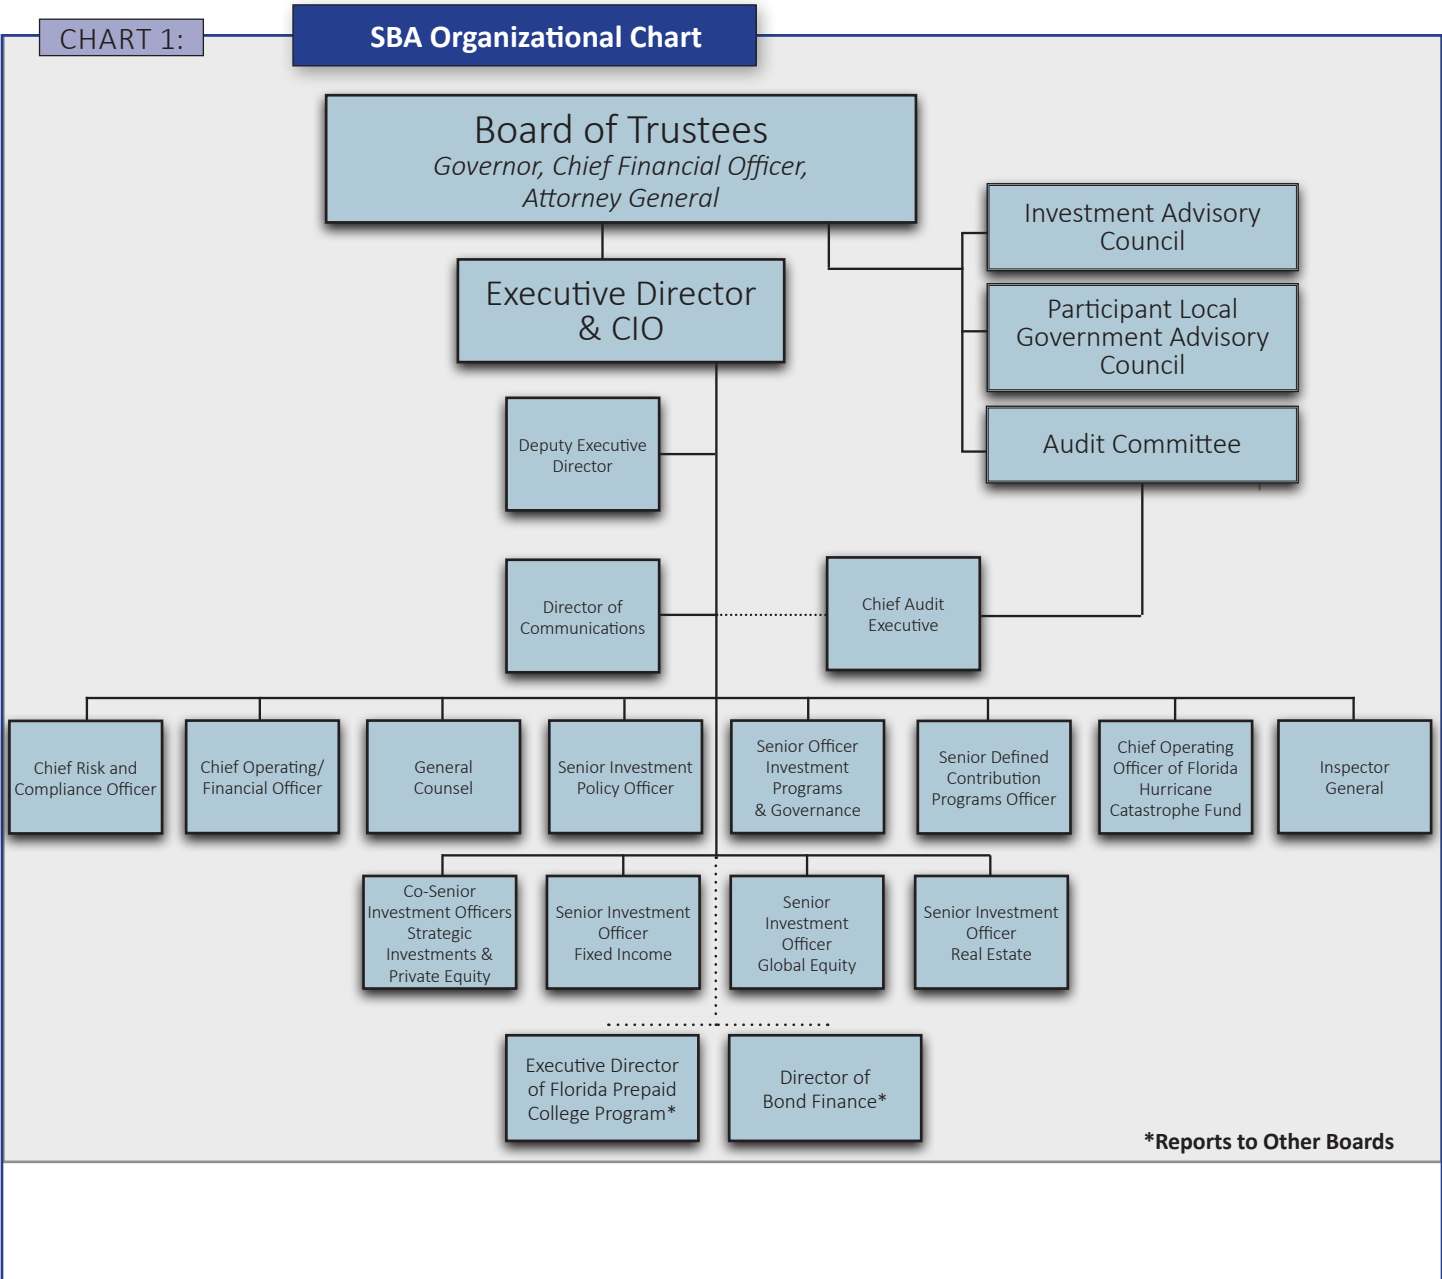 CHART 1:
SBA Organizational Chart
Board of Trustees
Governor, Chief Financial Officer,
Attorney General
Investment Advisory
Council
Executive Director
& CIO
Participant Local
Government Advisory
Council
Audit Committee
Deputy Executive
Director
Director of
Communications
Chief Audit
Executive
Chief Risk and
Compliance Officer
Chief Operating/
Financial Officer
General
Counsel
Senior Investment
Policy Officer
Senior Officer
Investment
Programs
& Governance
Senior Defined
Contribution
Programs Officer
Chief Operating
Officer of Florida
Hurricane
Catastrophe Fund
Inspector
General
Co-Senior
Investment Officers
Strategic
Investments &
Private Equity
Senior Investment
Officer
Fixed Income
Senior
Investment
Officer
Global Equity
Senior Investment
Officer
Real Estate
Executive Director
of Florida Prepaid
College Program*
Director of
Bond Finance*
*Reports to Other Boards